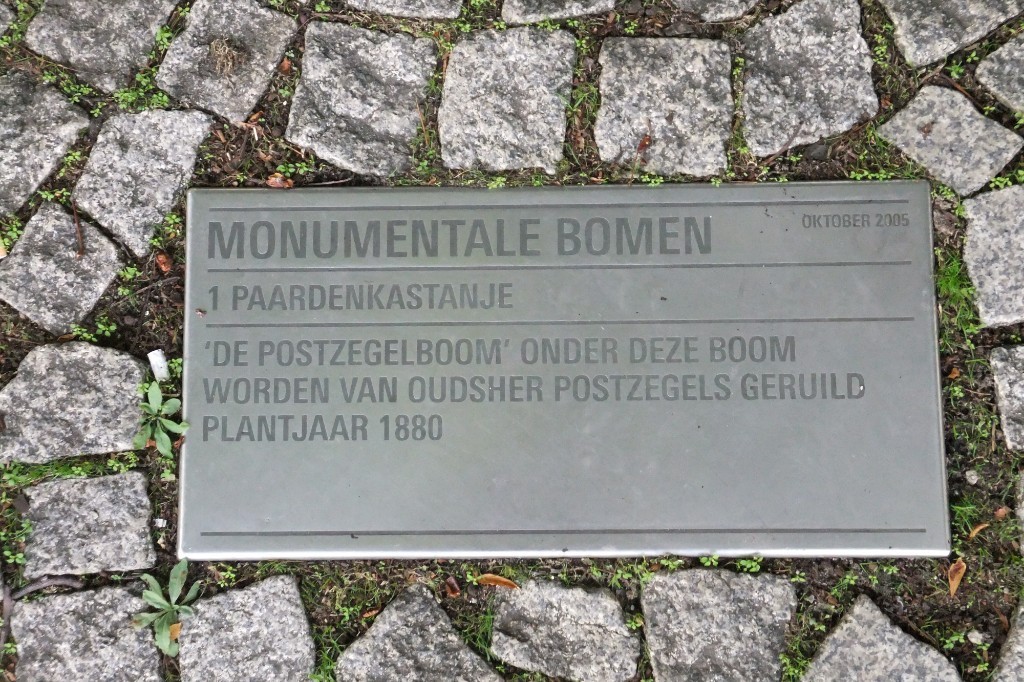 MONUMENTALE BOMEN OKTOBER 2005
1 PAARDENKASTANJE
'DE POSTZEGELBOOM' ONDER DEZE BOOM
WORDEN VAN OUDSHER POSTZEGELS GERUILD
PLANTJAAR 1880